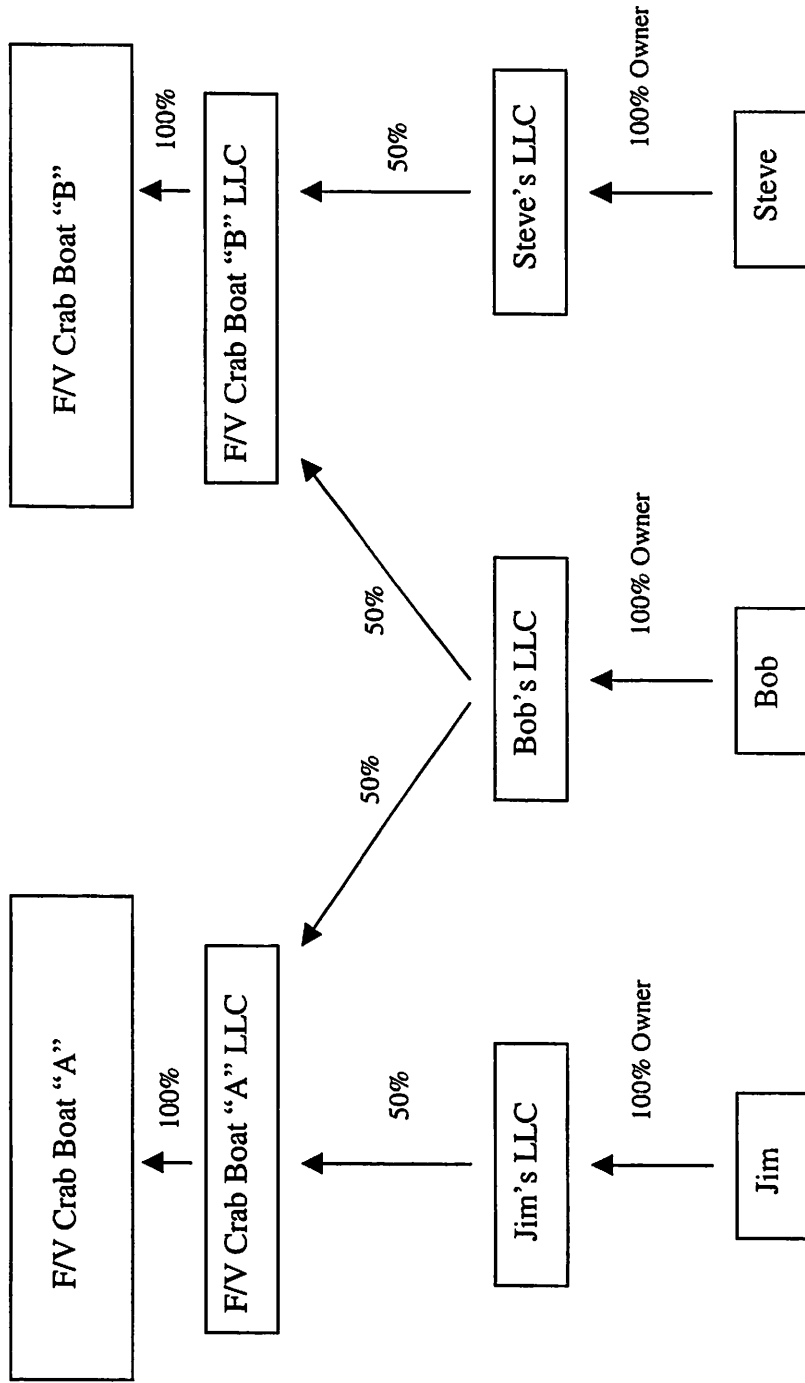 F/V Crab Boat “A”
F/V Crab Boat “B”
100%
100%
F/V Crab Boat “A” LLC
F/V Crab Boat “B” LLC
50%
50%
50%
50%
Jim's LLC
Bob's LLC
Steve's LLC
100% Owner
100% Owner
100% Owner
Jim
Bob
Steve